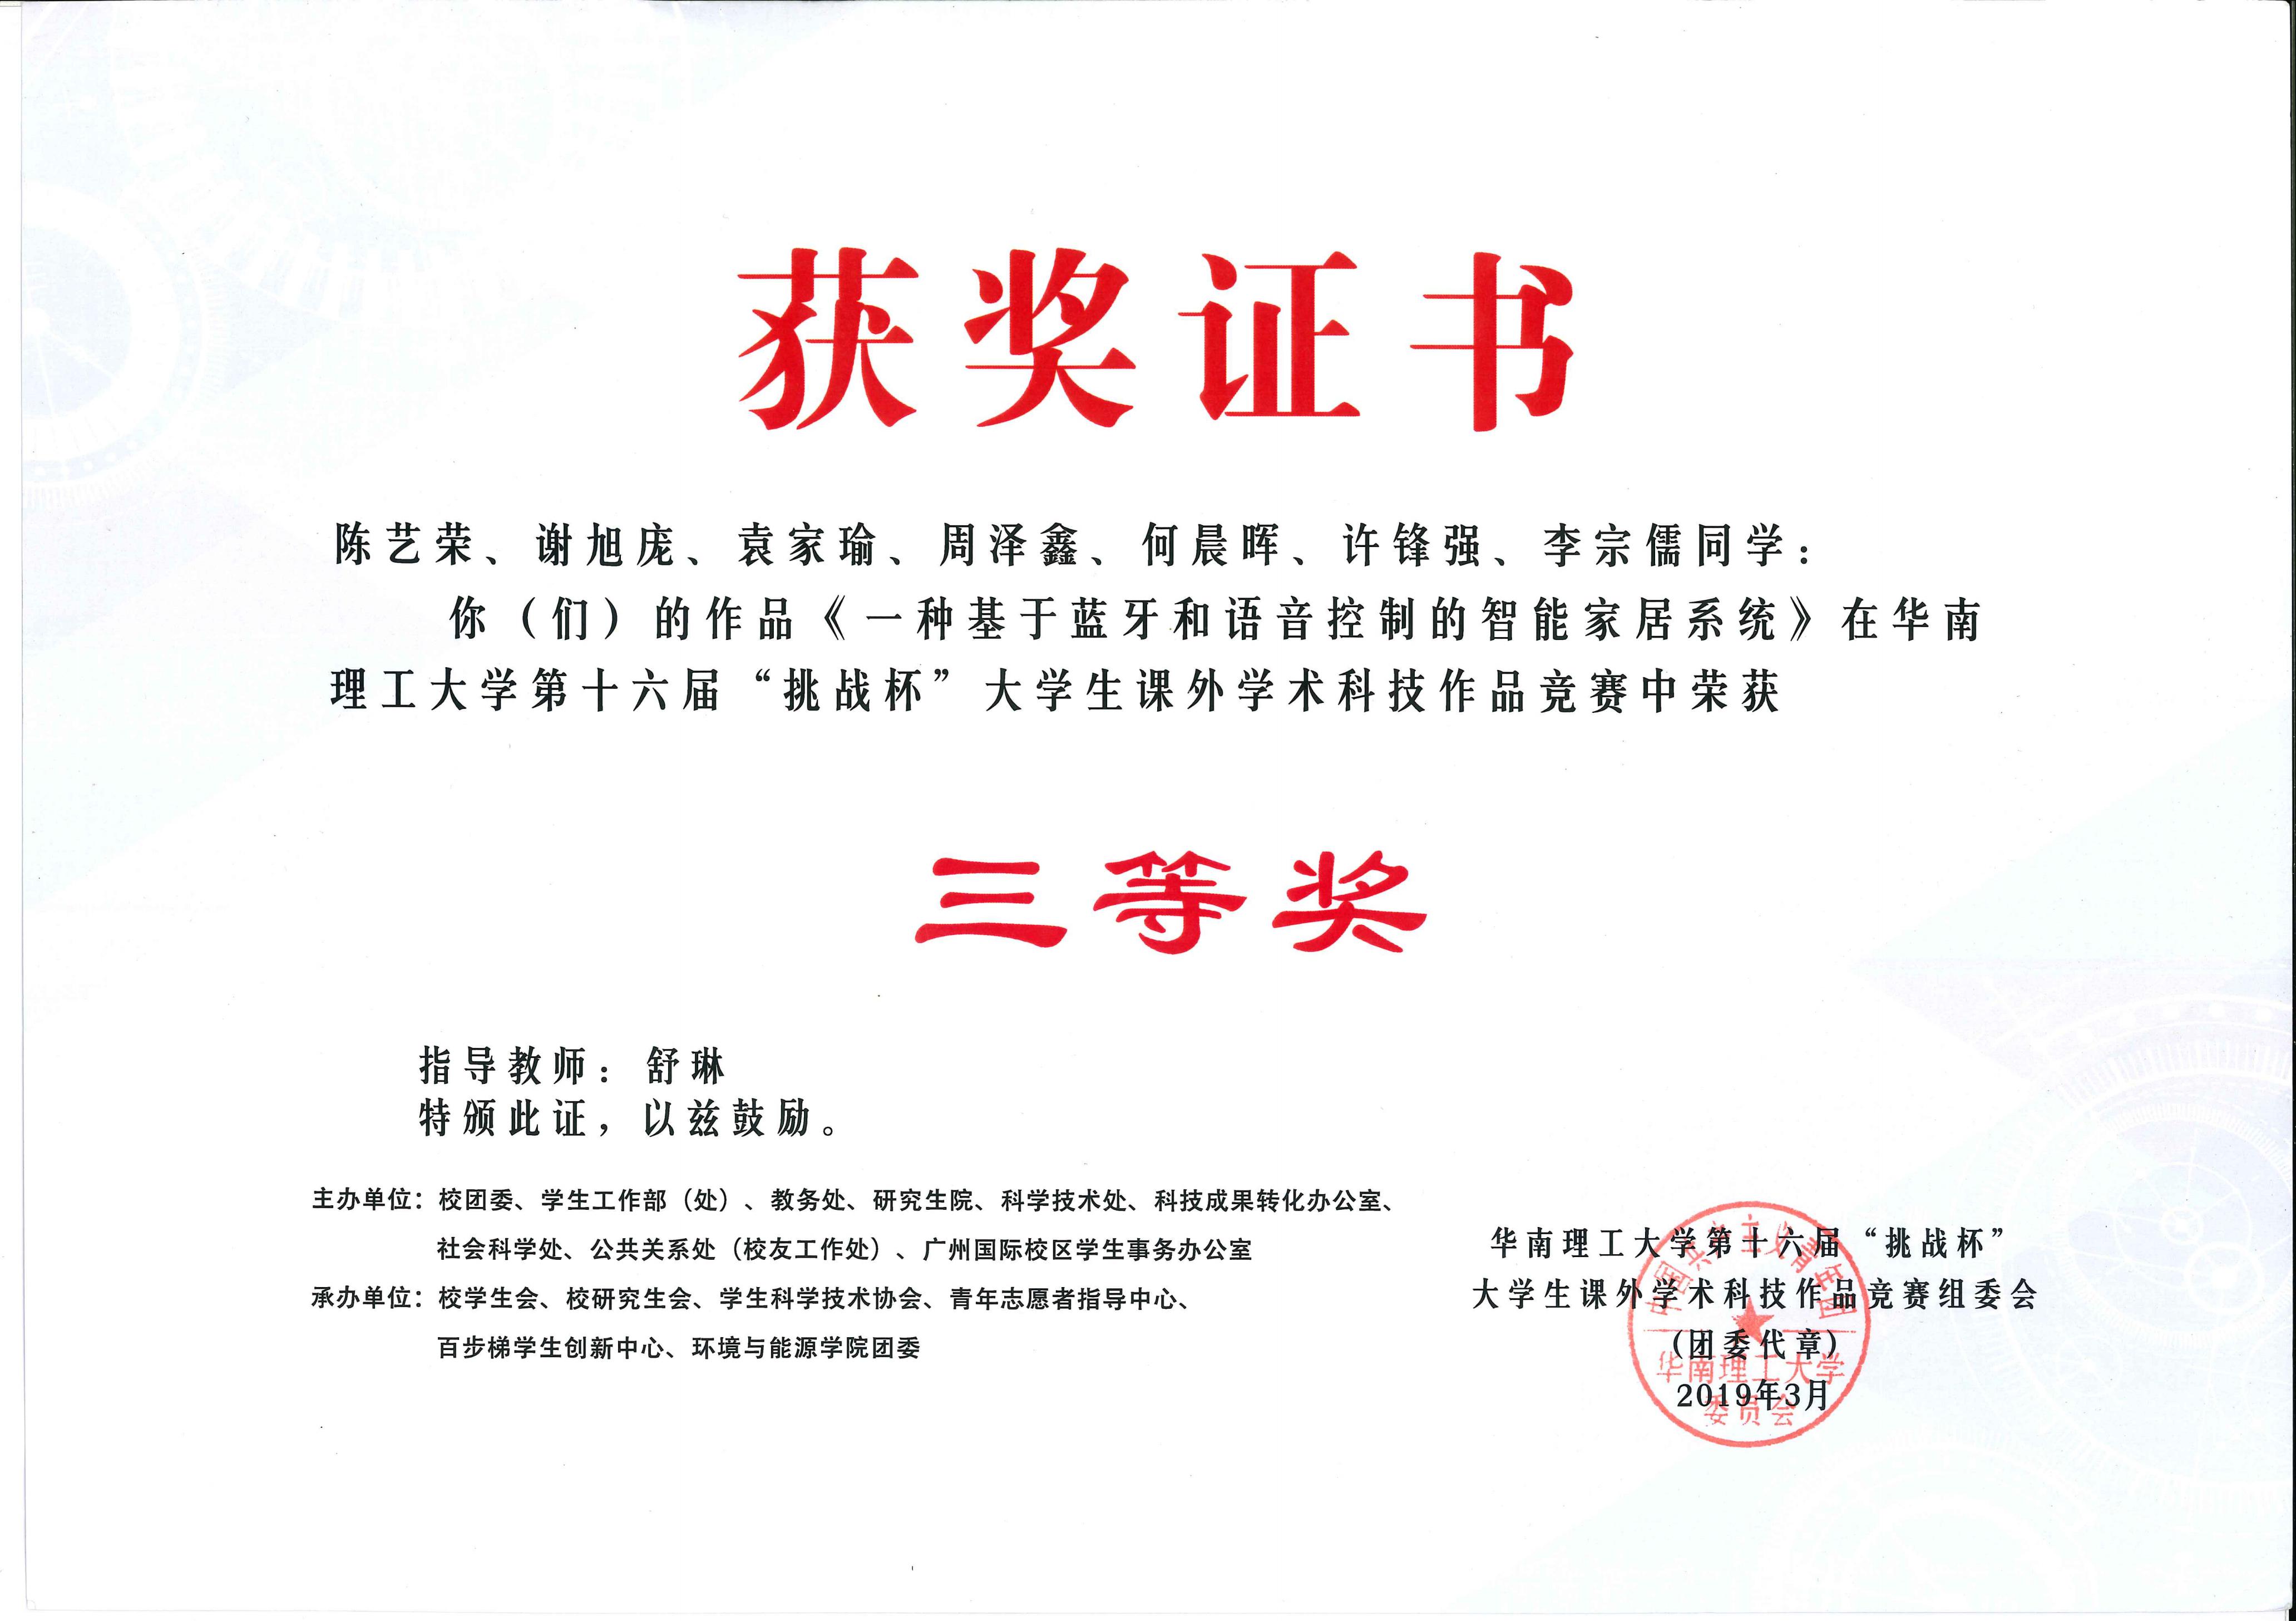 获奖证书
陈艺荣、谢旭庞、袁家瑜、周泽鑫、何晨晖、许锋强、李宗儒同学：
你（们）的作品《一种基于蓝牙和语音控制的智能家居系统》在华南
理工大学第十六届“挑战杯”大学生课外学术科技作品竞赛中荣获
三等奖
指导教师：舒琳
特颁此证，以兹鼓励。
主办单位：校团委、学生工作部（处）、教务处、研究生院、科学技术处、科技成果转化办公室、
社会科学处、公共关系处（校友工作处）、广州国际校区学生事务办公室
承办单位：校学生会、校研究生会、学生科学技术协会、青年志愿者指导中心、
百步梯学生创新中心、环境与能源学院团委
华南理工大学第十六届“挑战杯”
大学生课外学术科技作品竞赛组委会
（团委代章）
2019年3月
中国共产主义青年团
华南理工大学
委员会